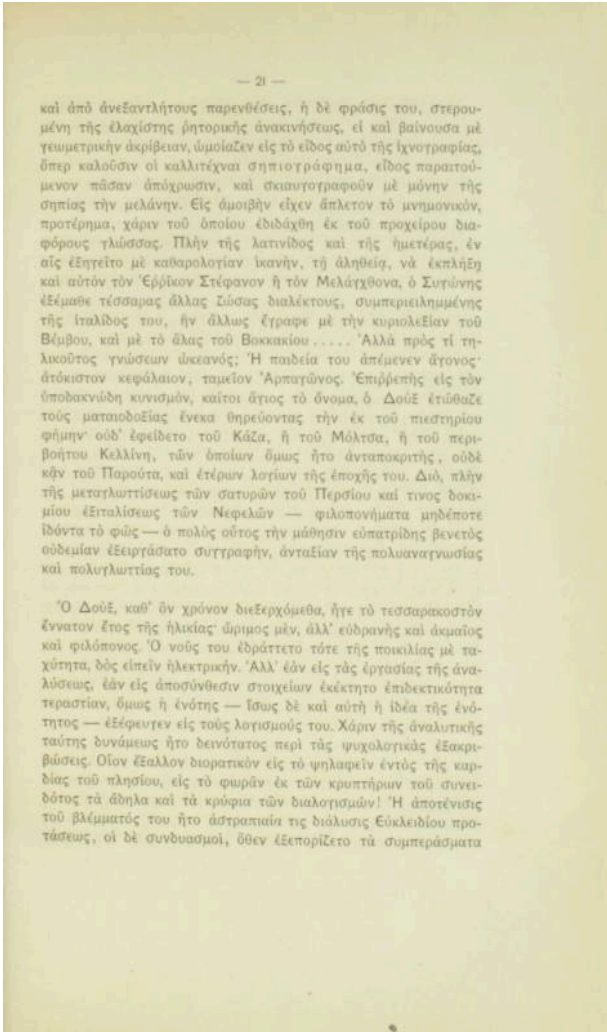 — 21 —
καὶ ἀπὸ ἀνεξαντλήτους παρενθέσεις, ἡ δὲ φράσις του, στερου-
μένη τῆς ἐλαχίστης ῥητορικῆς ἀνακινήσεως, εἰ καὶ βαίνουσα μὲ
γεωμετρικὴν ἀκρίβειαν, ὡμοίαζεν εἰς τὸ εἶδος αὐτὸ τῆς ἰχνογραφίας,
ὅπερ καλοῦσιν οἱ καλλιτέχναι σηπιογράφημα, εἶδος παραιτού-
μενον πᾶσαν ἀπόχρωσιν, καὶ σκιαυγογραφοῦν μὲ μόνην τῆς
σηπίας τὴν μελάνην. Εἰς ἀμοιβὴν εἶχεν ἄπλετον τὸ μνημονικόν,
προτέρημα, χάριν τοῦ ὁποίου ἐδιδάχθη ἐκ τοῦ προχείρου δια-
φόρους γλώσσας. Πλὴν τῆς λατινίδος καὶ τῆς ἡμετέρας, ἐν
αἷς ἐξηγεῖτο μὲ καθαρολογίαν ἱκανήν, τῇ ἀληθείᾳ, νὰ ἐκπλήξῃ
καὶ αὐτὸν τὸν Ἐρρῖκον Στέφανον ἢ τὸν Μελάγχθονα, ὁ Συγώνης
ἐξέμαθε τέσσαρας ἄλλας ζώσας διαλέκτους, συμπεριειλημμένης
τῆς ἰταλίδος του, ἣν ἄλλως ἔγραφε μὲ τὴν κυριολεξίαν τοῦ
Βέμβου, καὶ μὲ τὸ ἅλας τοῦ Βοκκακίου ..... Ἀλλὰ πρὸς τί τη-
λικοῦτος γνώσεων ὠκεανός; Ἡ παιδεία του ἀπέμενεν ἄγονος·
ἀτόκιστον κεφάλαιον, ταμεῖον Ἁρπαγῶνος. Ἐπιῤῥεπὴς εἰς τὸν
ὑποδακνώδη κυνισμόν, καίτοι ἅγιος τὸ ὄνομα, ὁ Δοὺξ ἐτώθαζε
τοὺς ματαιοδοξίας ἕνεκα θηρεύοντας τὴν ἐκ τοῦ πιεστηρίου
φήμην· οὐδ' ἐφείδετο τοῦ Κάζα, ἢ τοῦ Μόλτσα, ἢ τοῦ περι-
βοήτου Κελλίνη, τῶν ὁποίων ὅμως ἦτο ἀνταποκριτής, οὐδὲ
κἂν τοῦ Παρούτα, καὶ ἑτέρων λογίων τῆς ἐποχῆς του. Διό, πλὴν
τῆς μεταγλωττίσεως τῶν σατυρῶν τοῦ Περσίου καί τινος δοκι-
μίου ἐξιταλίσεως τῶν Νεφελῶν — φιλοπονήματα μηδέποτε
ἰδόντα τὸ φῶς — ὁ πολὺς οὗτος τὴν μάθησιν εὐπατρίδης βενετὸς
οὐδεμίαν ἐξειργάσατο συγγραφήν, ἀνταξίαν τῆς πολυαναγνωσίας
καὶ πολυγλωττίας του.
Ὁ Δοὺξ, καθ' ὃν χρόνον διεξερχόμεθα, ἦγε τὸ τεσσαρακοστὸν
ἔννατον ἔτος τῆς ἡλικίας· ὥριμος μὲν, ἀλλ' εὐδρανὴς καὶ ἀκμαῖος
καὶ φιλόπονος. Ὁ νοῦς του ἐδράττετο τότε τῆς ποικιλίας μὲ τα-
χύτητα, δὸς εἰπεῖν ἠλεκτρικήν. Ἀλλ' ἐὰν εἰς τὰς ἐργασίας τῆς ἀνα-
λύσεως, ἐὰν εἰς ἀποσύνθεσιν στοιχείων ἐκέκτητο ἐπιδεκτικότητα
τεραστίαν, ὅμως ἡ ἑνότης — ἴσως δὲ καὶ αὐτὴ ἡ ἰδέα τῆς ἑνό-
τητος — ἐξέφευγεν εἰς τοὺς λογισμούς του. Χάριν τῆς ἀναλυτικῆς
ταύτης δυνάμεως ἦτο δεινότατος περὶ τὰς ψυχολογικὰς ἐξακρι-
βώσεις. Οἷον ἔξαλλον διορατικὸν εἰς τὸ ψηλαφεῖν ἐντὸς τῆς καρ-
δίας τοῦ πλησίου, εἰς τὸ φωρᾶν ἐκ τῶν κρυπτήρων τοῦ συνει-
δότος τὰ ἄδηλα καὶ τὰ κρύφια τῶν διαλογισμῶν! Ἡ ἀποτένισις
τοῦ βλέμματός του ἦτο ἀστραπιαία τις διάλυσις Εὐκλειδίου προ-
τάσεως, οἱ δὲ συνδυασμοί, ὅθεν ἐξεπορίζετο τὰ συμπεράσματα